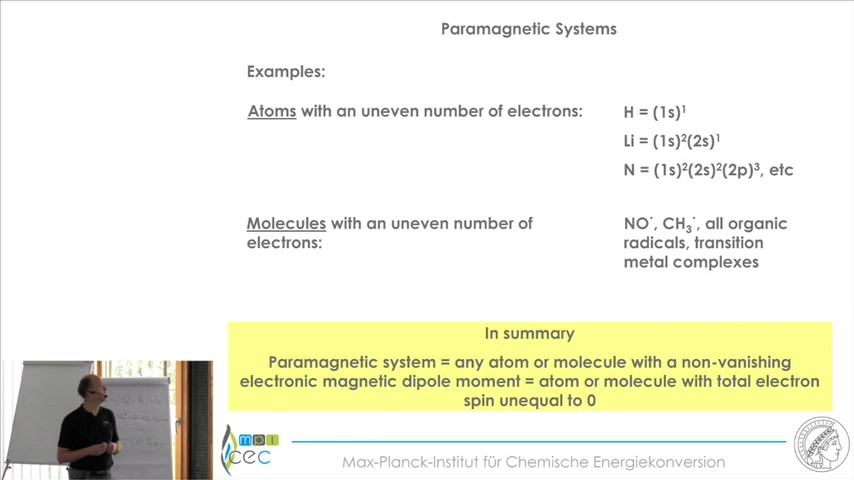 Paramagnetic Systems
Examples:
Atoms with an uneven number of electrons:
H = (1s)¹
Li = (1s)²(2s)¹
N = (1s)²(2s)²(2p)³, etc
Molecules with an uneven number of
electrons:
NO˙, CH₃˙, all organic
radicals, transition
metal complexes
In summary
Paramagnetic system = any atom or molecule with a non-vanishing
electronic magnetic dipole moment = atom or molecule with total electron
spin unequal to 0
mpi
cec
Max-Planck-Institut für Chemische Energiekonversion